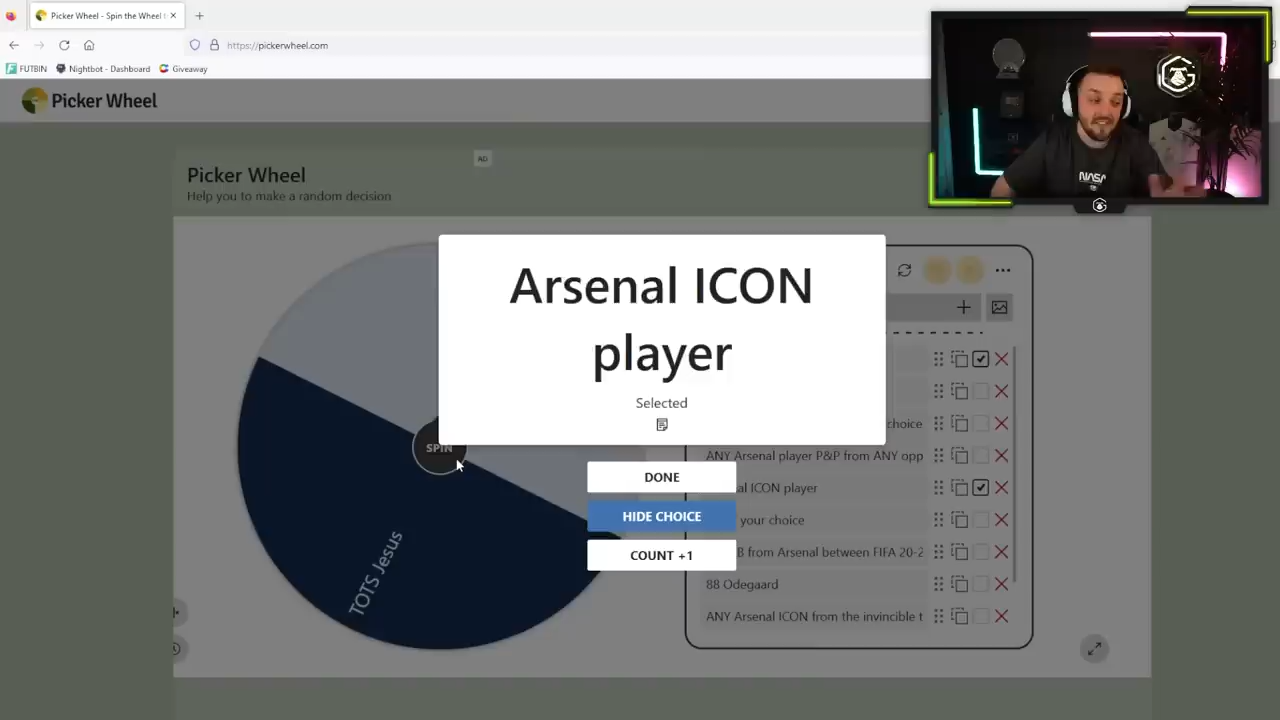 Picker Wheel - Spin the Wheel t
https://pickerwheel.com
FUTBIN
Nightbot - Dashboard
Giveaway
Picker Wheel
AD
Picker Wheel
Help you to make a random decision
NASA
Arsenal ICON
player
Selected
SPIN
DONE
HIDE CHOICE
COUNT +1
TOTS Jesus
choice
ANY Arsenal player P&P from ANY opp
al ICON player
your choice
B from Arsenal between FIFA 20-2
88 Odegaard
ANY Arsenal ICON from the invincible t